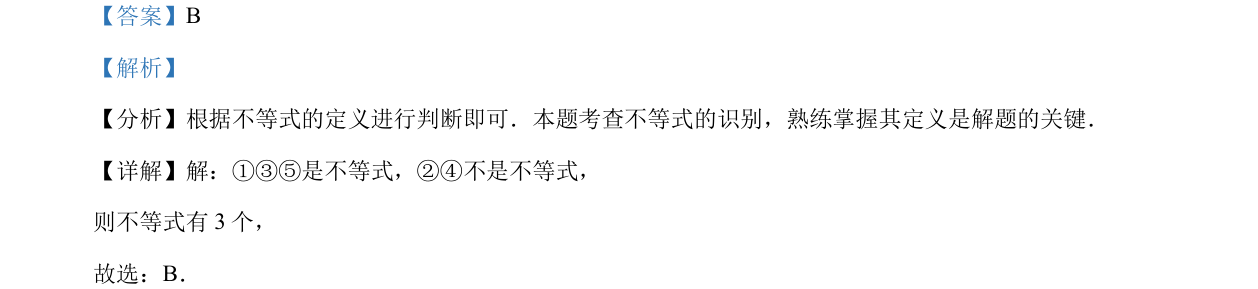 【答案】B
【解析】
【分析】根据不等式的定义进行判断即可．本题考查不等式的识别，熟练掌握其定义是解题的关键．
【详解】解：①③⑤是不等式，②④不是不等式，
则不等式有 3 个，
故选：B．